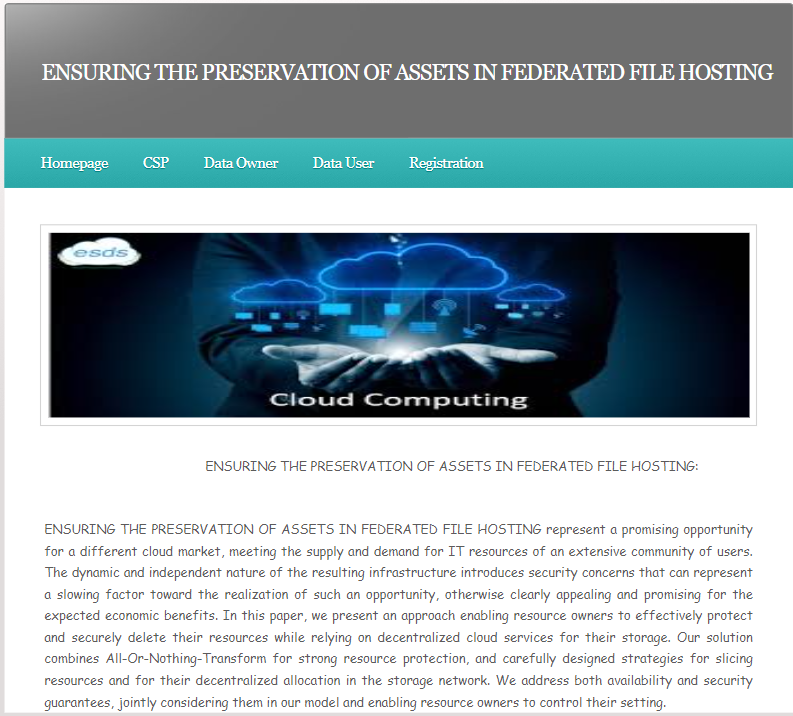 ENSURING THE PRESERVATION OF ASSETS IN FEDERATED FILE HOSTING
Homepage CSP Data Owner Data User Registration
esds
Cloud Computing
ENSURING THE PRESERVATION OF ASSETS IN FEDERATED FILE HOSTING:
ENSURING THE PRESERVATION OF ASSETS IN FEDERATED FILE HOSTING represent a promising opportunity
for a different cloud market, meeting the supply and demand for IT resources of an extensive community of users.
The dynamic and independent nature of the resulting infrastructure introduces security concerns that can represent
a slowing factor toward the realization of such an opportunity, otherwise clearly appealing and promising for the
expected economic benefits. In this paper, we present an approach enabling resource owners to effectively protect
and securely delete their resources while relying on decentralized cloud services for their storage. Our solution
combines All-Or-Nothing-Transform for strong resource protection, and carefully designed strategies for slicing
resources and for their decentralized allocation in the storage network. We address both availability and security
guarantees, jointly considering them in our model and enabling resource owners to control their setting.